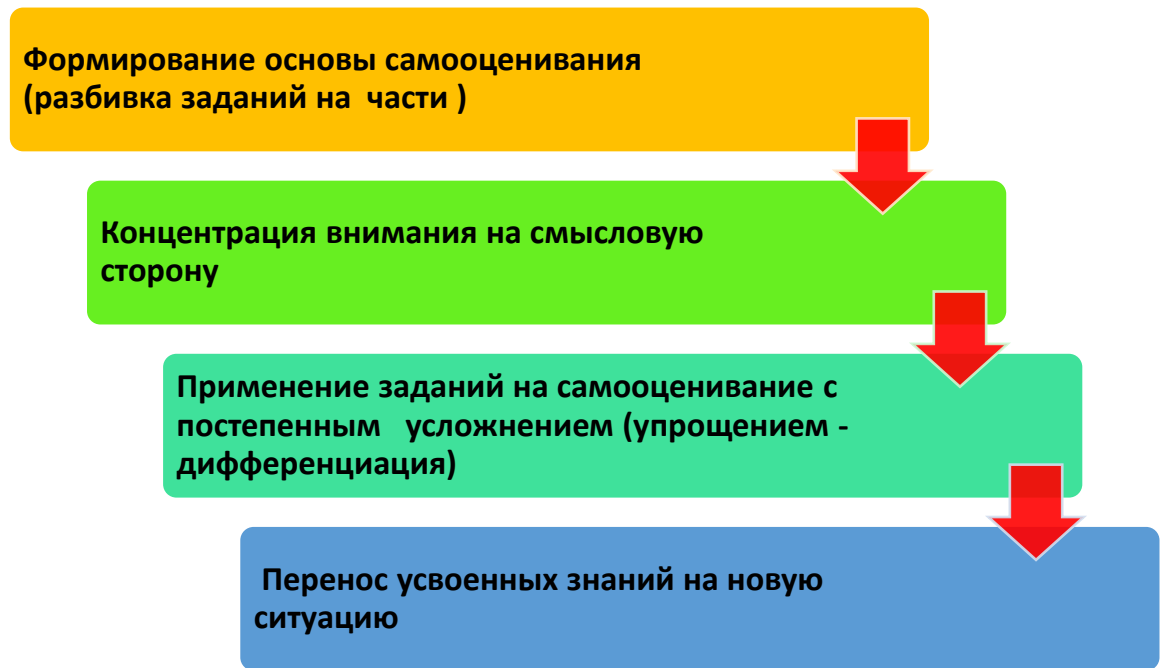 Формирование основы самооценивания
(разбивка заданий на  части )
Концентрация внимания на смысловую
сторону
Применение заданий на самооценивание с
постепенным   усложнением (упрощением -
дифференциация)
Перенос усвоенных знаний на новую
ситуацию